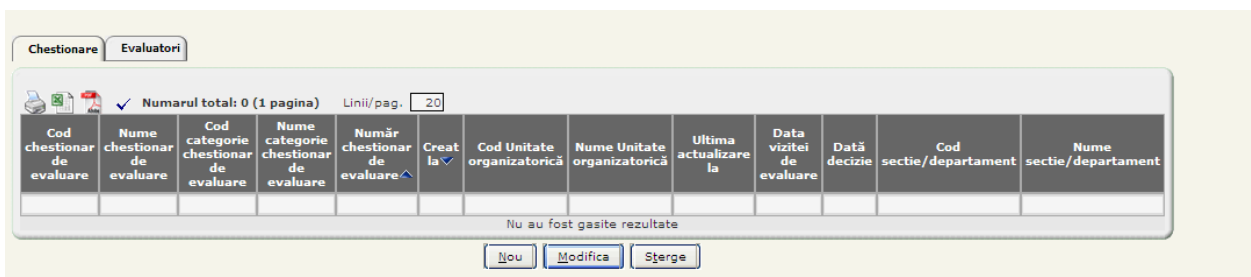 Chestionare Evaluatori
Numarul total: 0 (1 pagina) Linii/pag. 20
Cod chestionar de evaluare
Nume chestionar de evaluare
Cod categorie chestionar de evaluare
Nume categorie chestionar de evaluare
Număr chestionar de evaluare
Creat la
Cod Unitate organizatorică
Nume Unitate organizatorică
Ultima actualizare la
Data vizitei de evaluare
Dată decizie
Cod sectie/departament
Nume sectie/departament
Nu au fost gasite rezultate
Nou Modifica Sterge